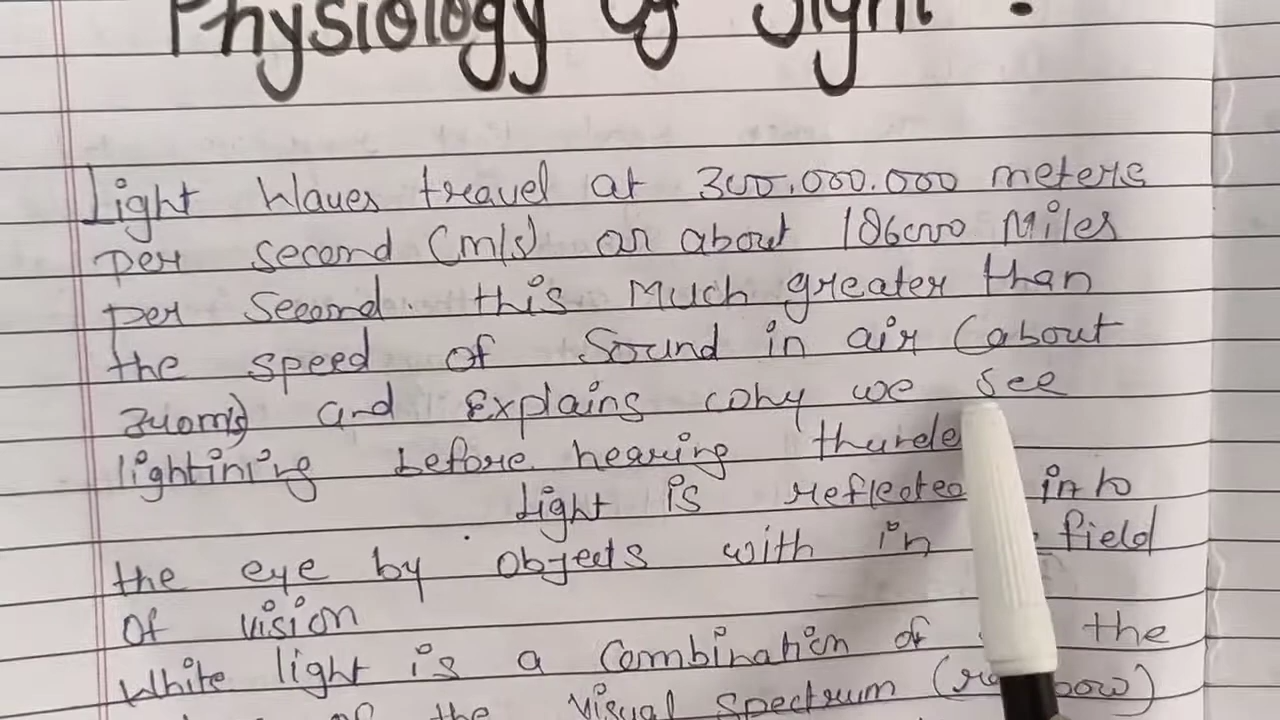 Physiology of Sight :
Light Waves travel at 300.000.000 meters
per second (m/s) or about 186000 Miles
per Second. this Much greater than
the speed of Sound in air (about
340m/s) and Explains why we see
lightining before hearing thunde
Light is reflected into
the eye by objects with in field
of vision
White light is a Combination of the
of the visual spectrum